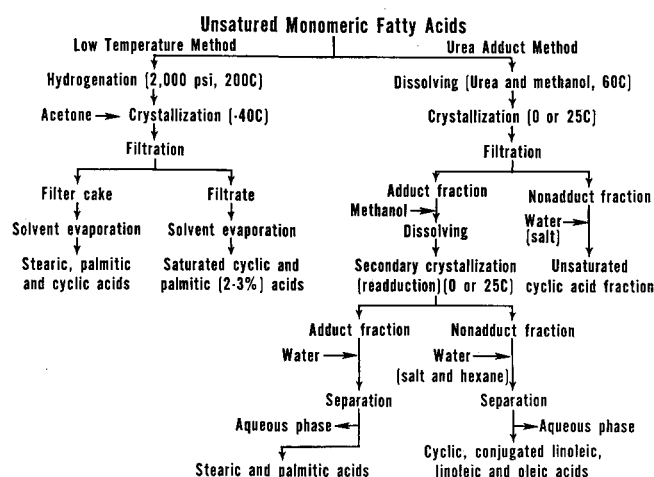 Unsatured Monomeric Fatty Acids
Low Temperature Method
Urea Adduct Method
Hydrogenation (2,000 psi, 200C)
Acetone
Crystallization (-40C)
Filtration
Filter cake
Filtrate
Solvent evaporation
Solvent evaporation
Stearic, palmitic
and cyclic acids
Saturated cyclic and
palmitic (2-3%) acids
Dissolving (Urea and methanol, 60C)
Crystallization (0 or 25C)
Filtration
Adduct fraction
Nonadduct fraction
Methanol
Dissolving
Water
(salt)
Secondary crystallization
(readduction) (0 or 25C)
Unsaturated
cyclic acid fraction
Adduct fraction
Nonadduct fraction
Water
Water
(salt and hexane)
Separation
Separation
Aqueous phase
Aqueous phase
Stearic and palmitic acids
Cyclic, conjugated linoleic,
linoleic and oleic acids